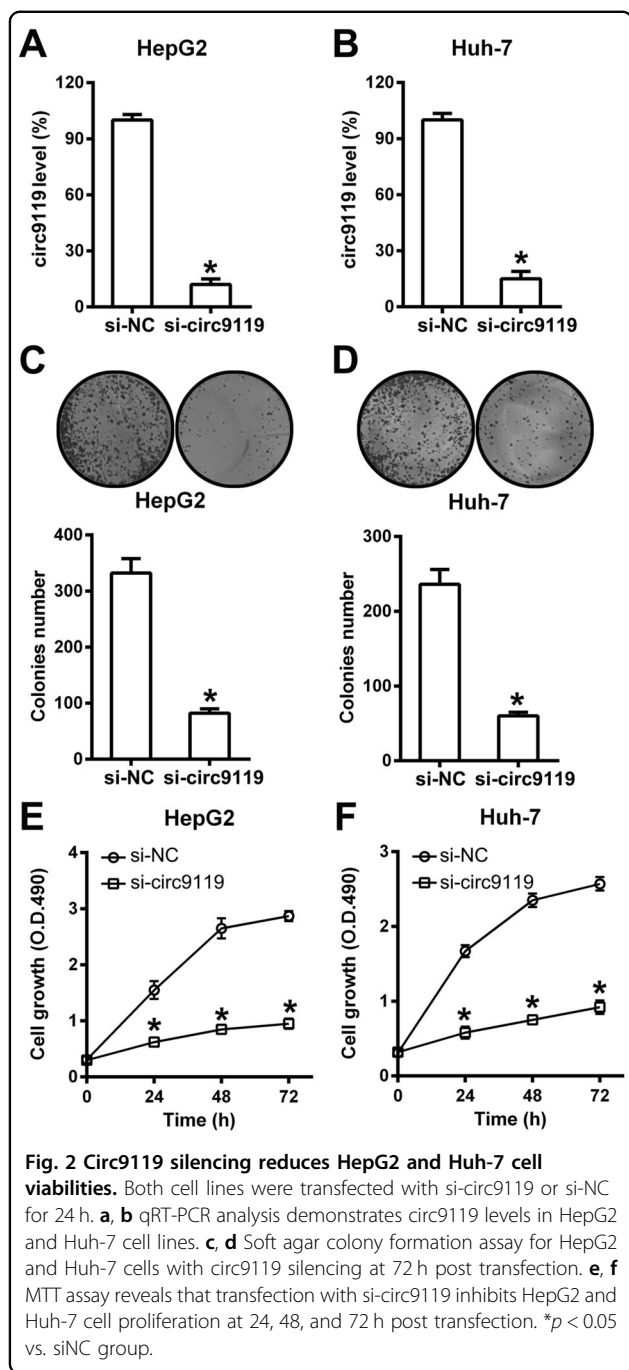 A
HepG2
circ9119 level (%)
120
90
60
30
0
si-NC si-circ9119
*
B
Huh-7
circ9119 level (%)
120
90
60
30
0
si-NC si-circ9119
*
C
HepG2
Colonies number
400
300
200
100
0
si-NC si-circ9119
*
D
Huh-7
Colonies number
300
200
100
0
si-NC si-circ9119
*
E
HepG2
Cell growth (O.D.490)
4
3
2
1
0
si-NC
si-circ9119
* * *
0 24 48 72
Time (h)
F
Huh-7
Cell growth (O.D.490)
3
2
1
0
si-NC
si-circ9119
* * *
0 24 48 72
Time (h)
Fig. 2 Circ9119 silencing reduces HepG2 and Huh-7 cell
viabilities. Both cell lines were transfected with si-circ9119 or si-NC
for 24 h. a, b qRT-PCR analysis demonstrates circ9119 levels in HepG2
and Huh-7 cell lines. c, d Soft agar colony formation assay for HepG2
and Huh-7 cells with circ9119 silencing at 72 h post transfection. e, f
MTT assay reveals that transfection with si-circ9119 inhibits HepG2 and
Huh-7 cell proliferation at 24, 48, and 72 h post transfection. *p < 0.05
vs. siNC group.